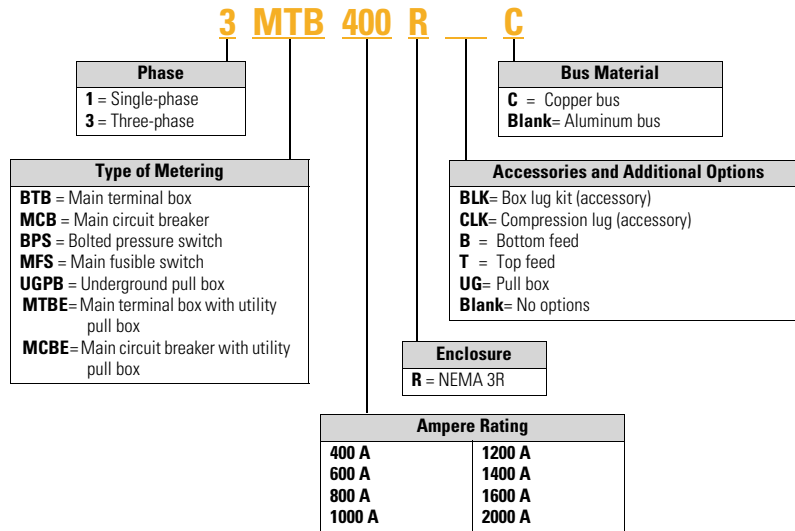 3 MTB 400 R __ C
Phase
1 = Single-phase
3 = Three-phase
Bus Material
C = Copper bus
Blank= Aluminum bus
Type of Metering
BTB = Main terminal box
MCB = Main circuit breaker
BPS = Bolted pressure switch
MFS = Main fusible switch
UGPB = Underground pull box
MTBE= Main terminal box with utility
pull box
MCBE= Main circuit breaker with utility
pull box
Accessories and Additional Options
BLK= Box lug kit (accessory)
CLK= Compression lug (accessory)
B = Bottom feed
T = Top feed
UG= Pull box
Blank= No options
Enclosure
R = NEMA 3R
Ampere Rating
400 A 1200 A
600 A 1400 A
800 A 1600 A
1000 A 2000 A